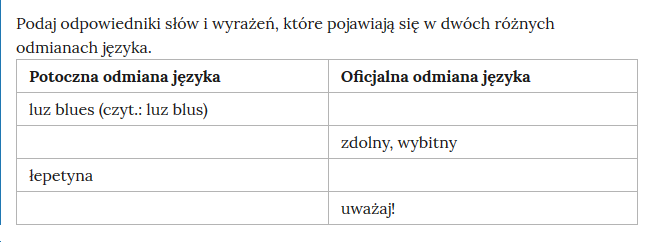 Podaj odpowiedniki słów i wyrażeń, które pojawiają się w dwóch różnych
odmianach języka.
Potoczna odmiana języka Oficjalna odmiana języka
luz blues (czyt.: luz blus)
zdolny, wybitny
łepetyna
uważaj!